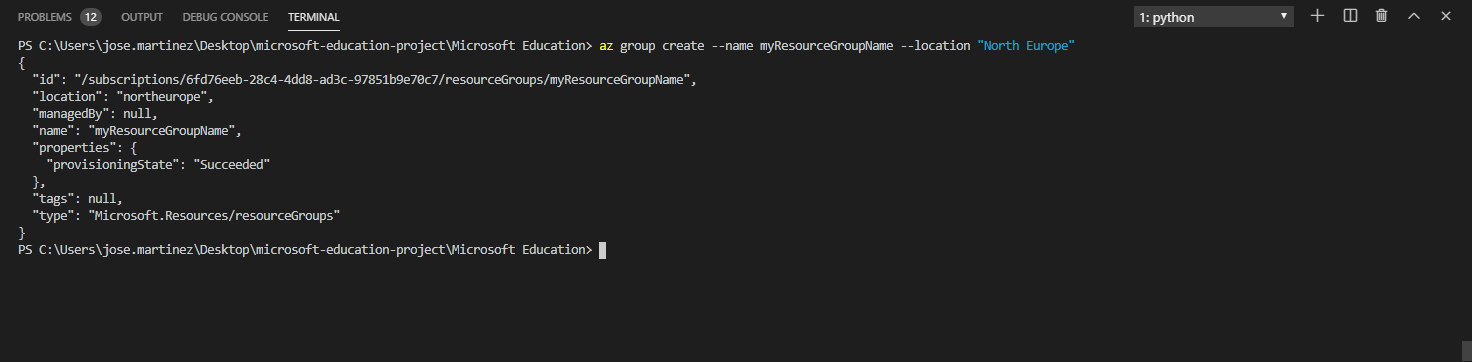 PROBLEMS 12 OUTPUT DEBUG CONSOLE TERMINAL 1: python
PS C:\Users\jose.martinez\Desktop\microsoft-education-project\Microsoft Education> az group create --name myResourceGroupName --location "North Europe"
{
  "id": "/subscriptions/6fd76eeb-28c4-4dd8-ad3c-97851b9e70c7/resourceGroups/myResourceGroupName",
  "location": "northeurope",
  "managedBy": null,
  "name": "myResourceGroupName",
  "properties": {
    "provisioningState": "Succeeded"
  },
  "tags": null,
  "type": "Microsoft.Resources/resourceGroups"
}
PS C:\Users\jose.martinez\Desktop\microsoft-education-project\Microsoft Education>